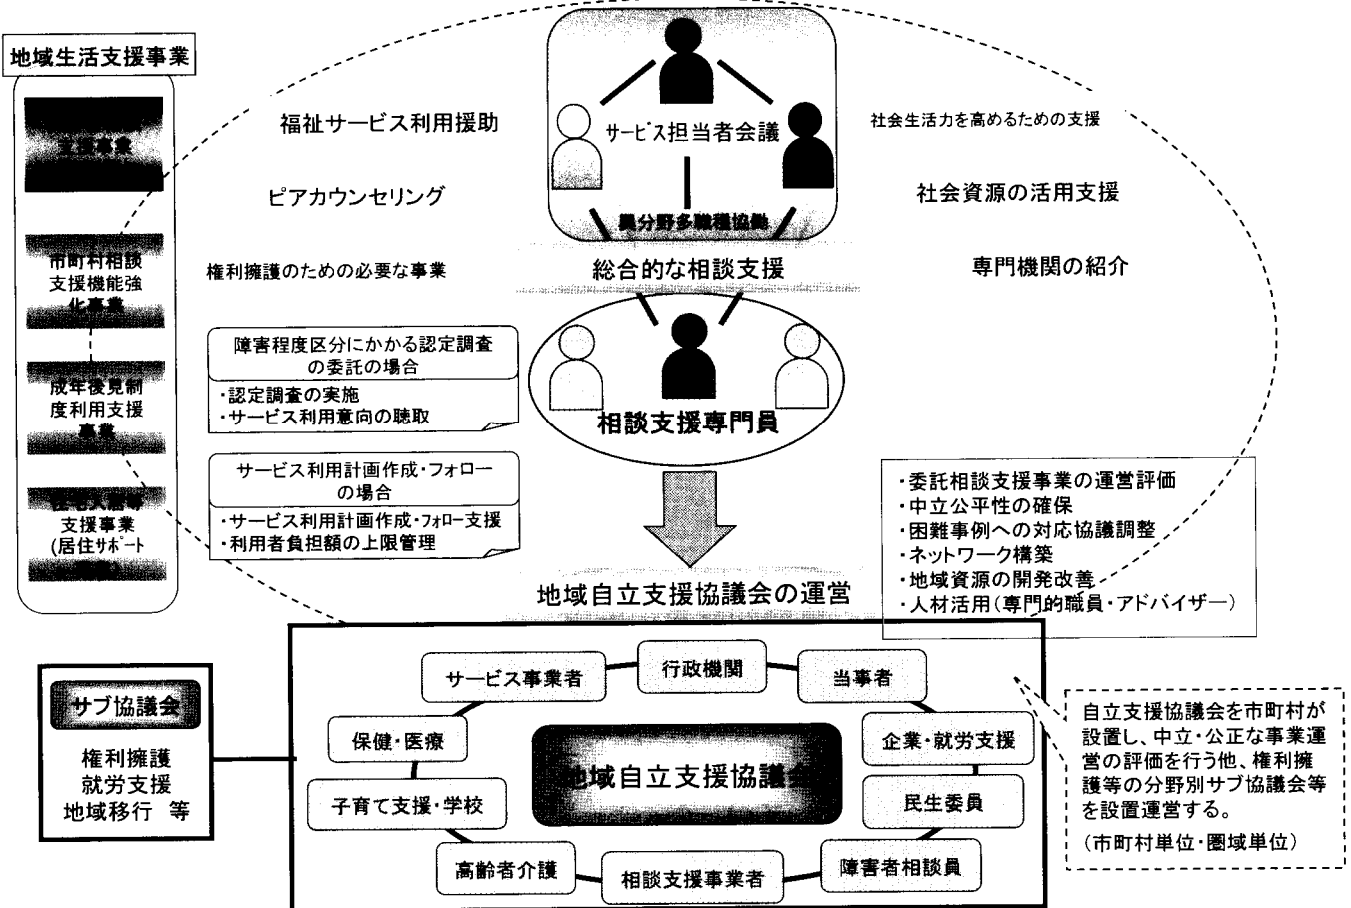 地域生活支援事業
支援事業
市町村相談
支援機能強
化事業
成年後見制
度利用支援
事業
住宅入居等
支援事業
(居住サポート
福祉サービス利用援助
ピアカウンセリング
権利擁護のための必要な事業
サービス担当者会議
異分野多職種協働
総合的な相談支援
社会生活力を高めるための支援
社会資源の活用支援
専門機関の紹介
障害程度区分にかかる認定調査
の委託の場合
・認定調査の実施
・サービス利用意向の聴取
サービス利用計画作成・フォロー
の場合
・サービス利用計画作成・フォロー支援
・利用者負担額の上限管理
相談支援専門員
・委託相談支援事業の運営評価
・中立公平性の確保
・困難事例への対応協議調整
・ネットワーク構築
・地域資源の開発改善
・人材活用(専門的職員・アドバイザー)
地域自立支援協議会の運営
サブ協議会
権利擁護
就労支援
地域移行 等
サービス事業者
行政機関
当事者
保健・医療
企業・就労支援
地域自立支援協議会
子育て支援・学校
民生委員
高齢者介護
相談支援事業者
障害者相談員
自立支援協議会を市町村が
設置し、中立・公正な事業運
営の評価を行う他、権利擁
護等の分野別サブ協議会等
を設置運営する。
(市町村単位・圏域単位)